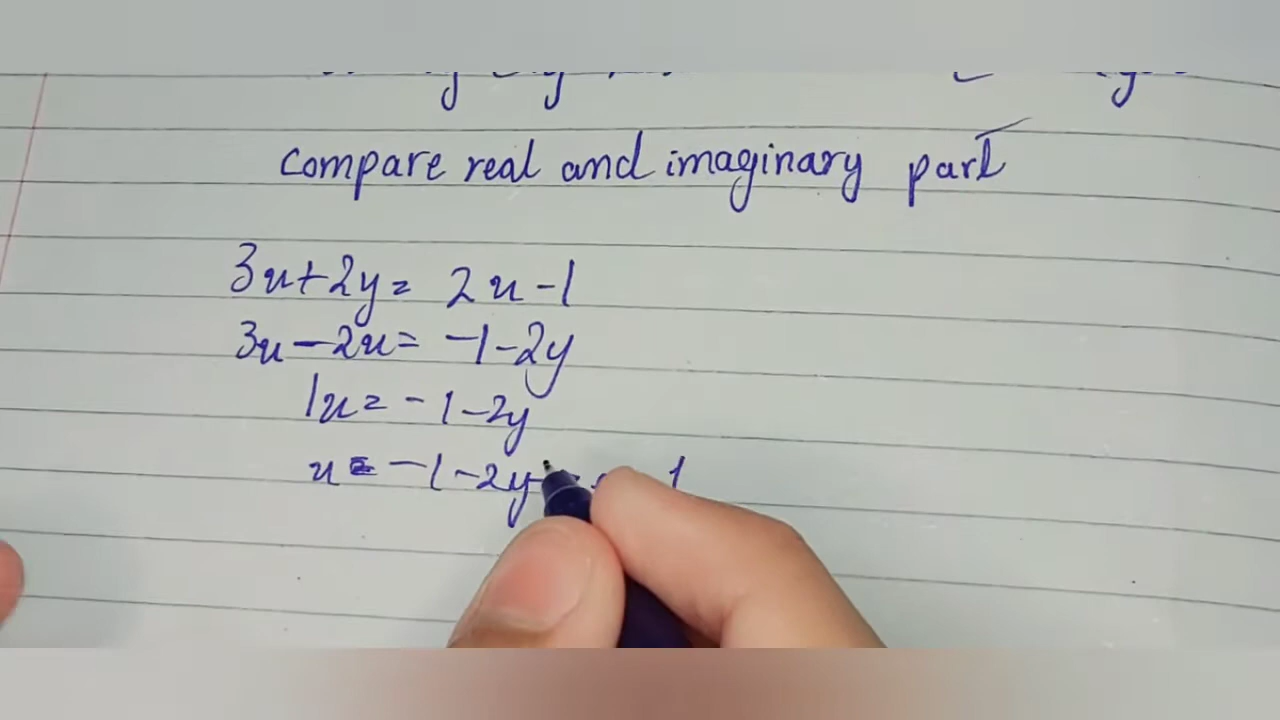 Compare real and imaginary part
3x+2y= 2x-1
3x-2x= -1-2y
1x= -1-2y
x= -1-2y